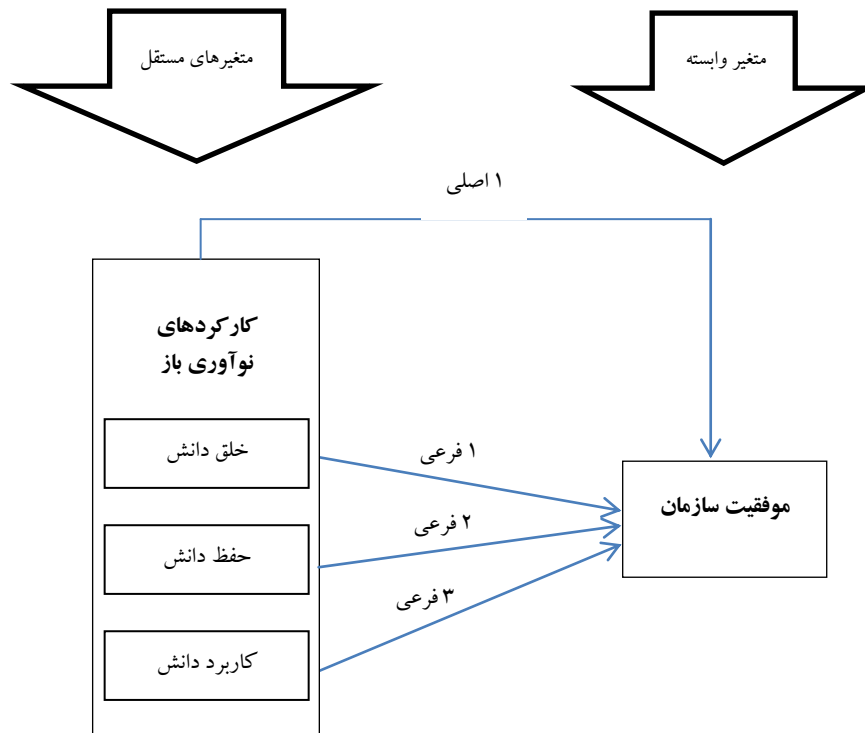 متغیرهای مستقل
متغیر وابسته
۱ اصلی
کارکردهای
نوآوری باز
خلق دانش
۱ فرعی
موفقیت سازمان
۲ فرعی
حفظ دانش
۳ فرعی
کاربرد دانش